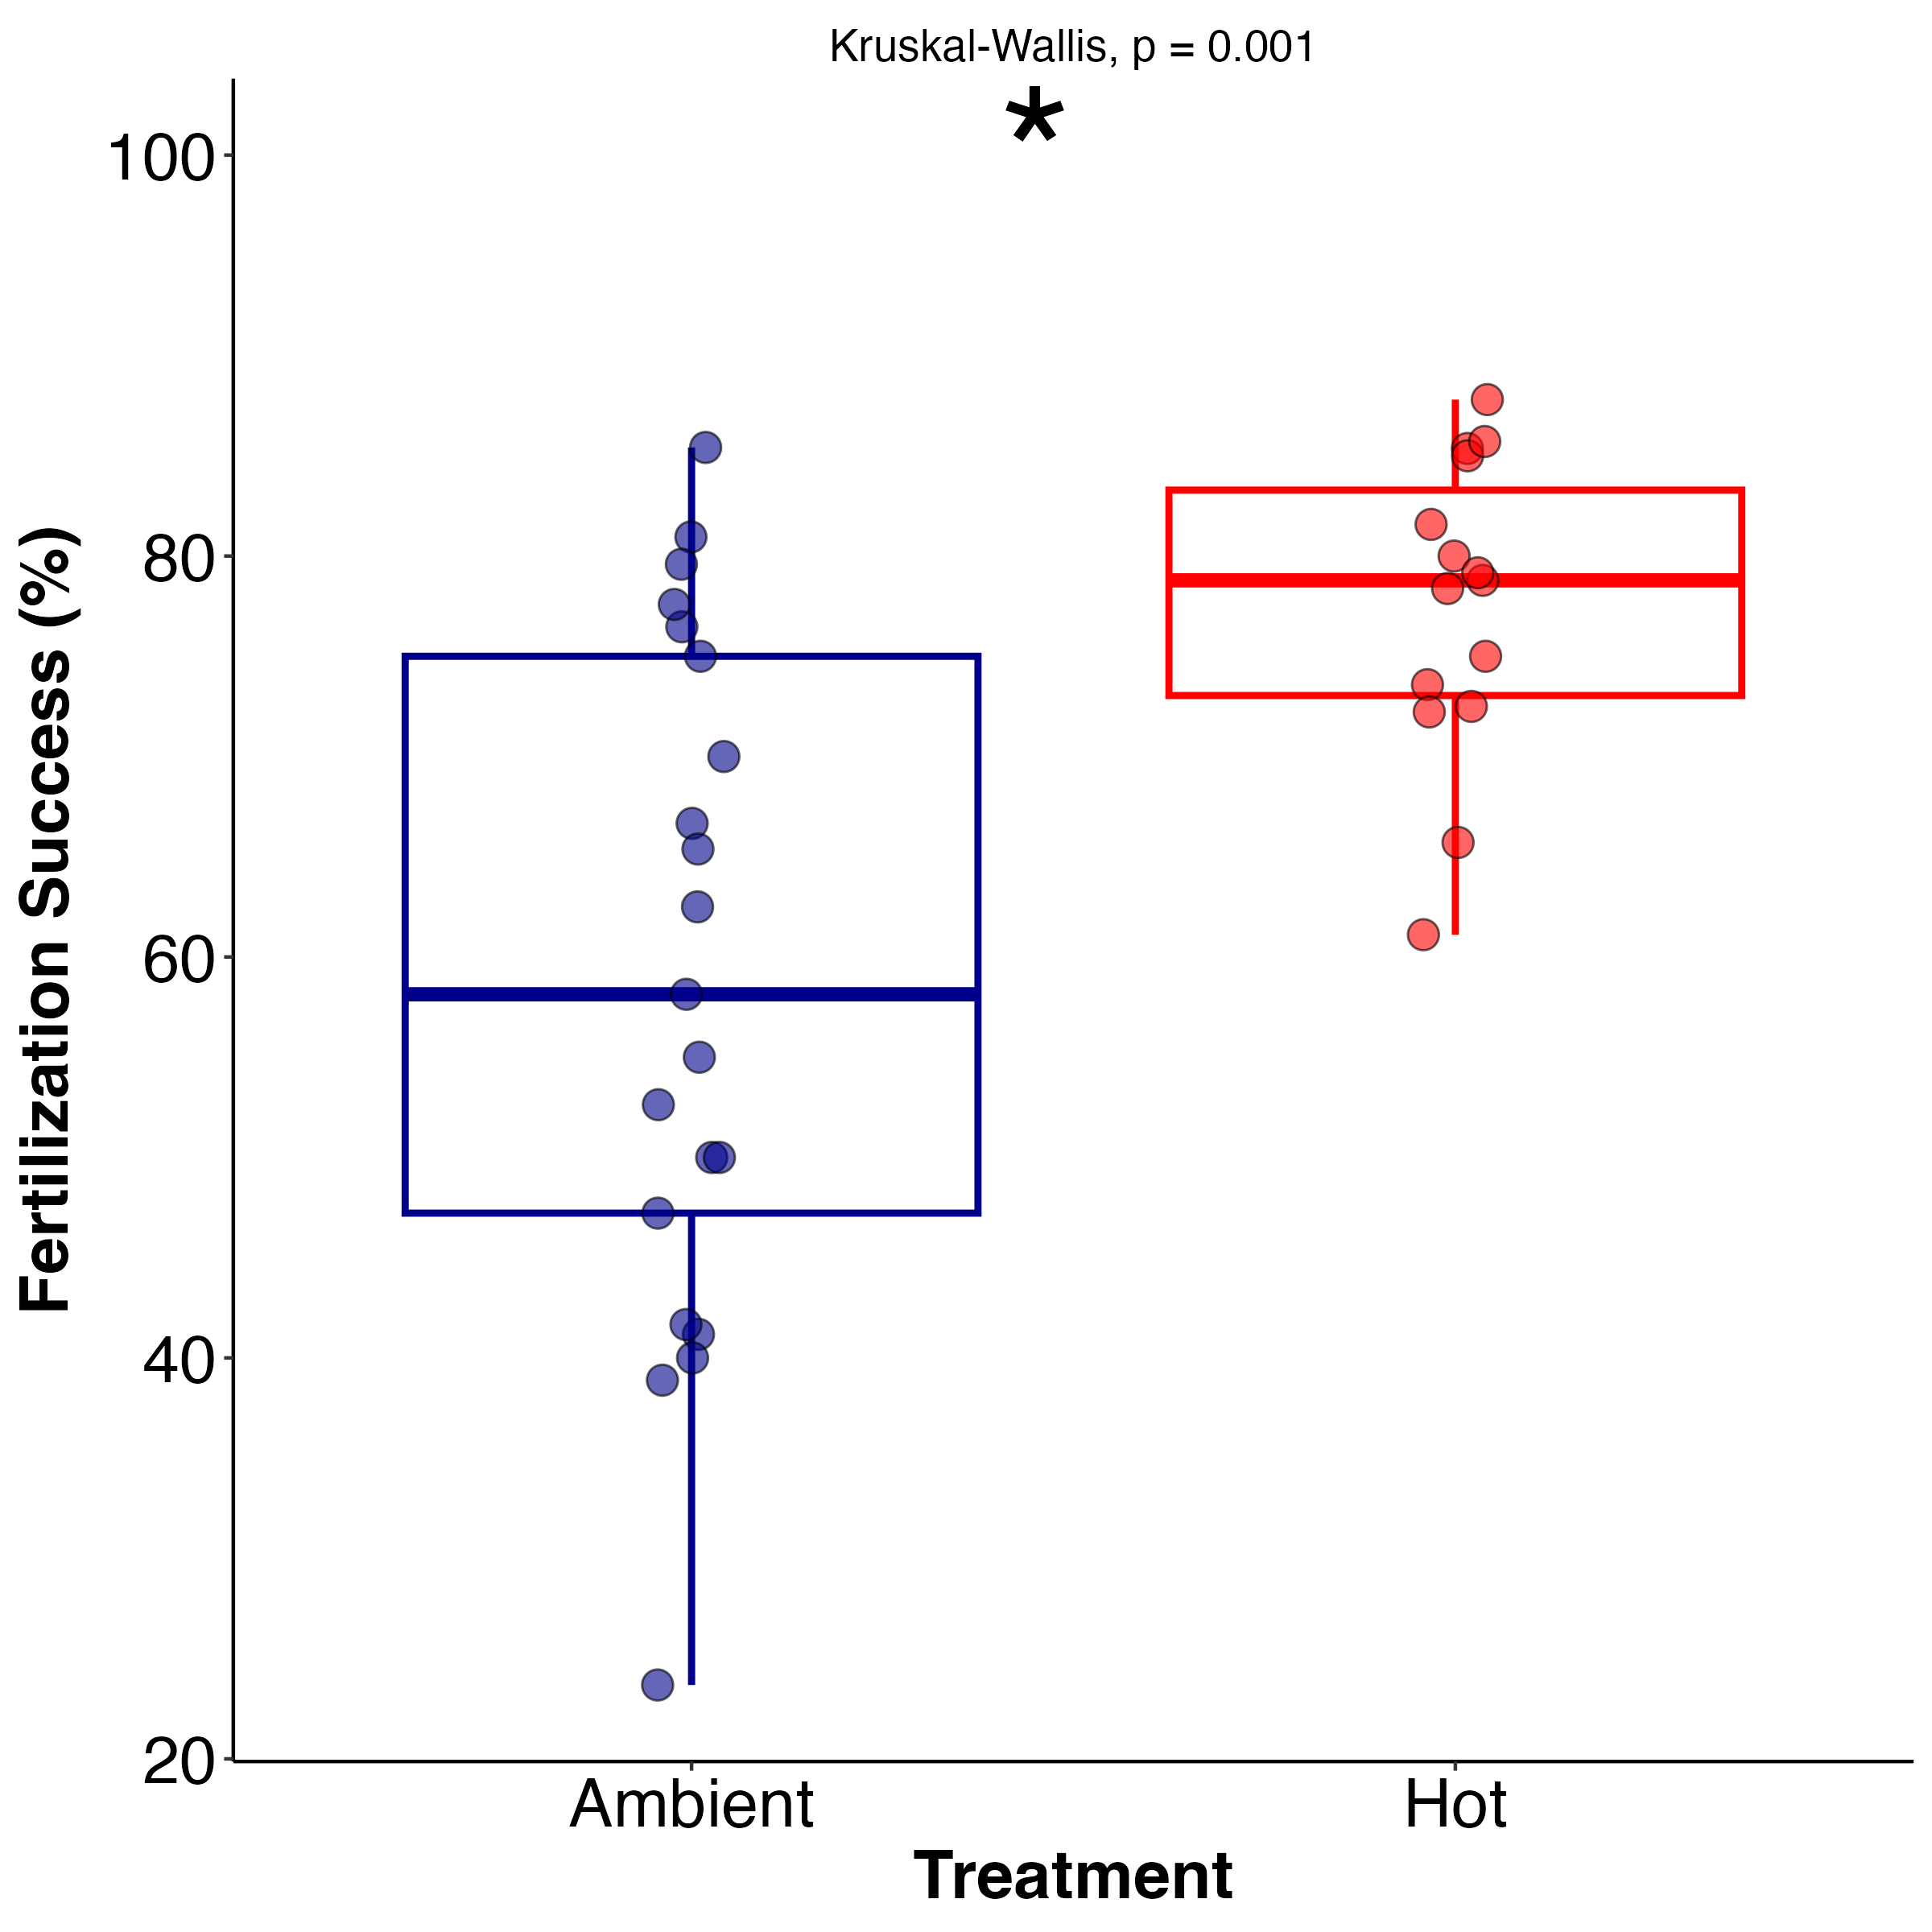 Kruskal-Wallis, p = 0.001
*
100
80
60
40
20
Fertilization Success (%)
Ambient
Hot
Treatment